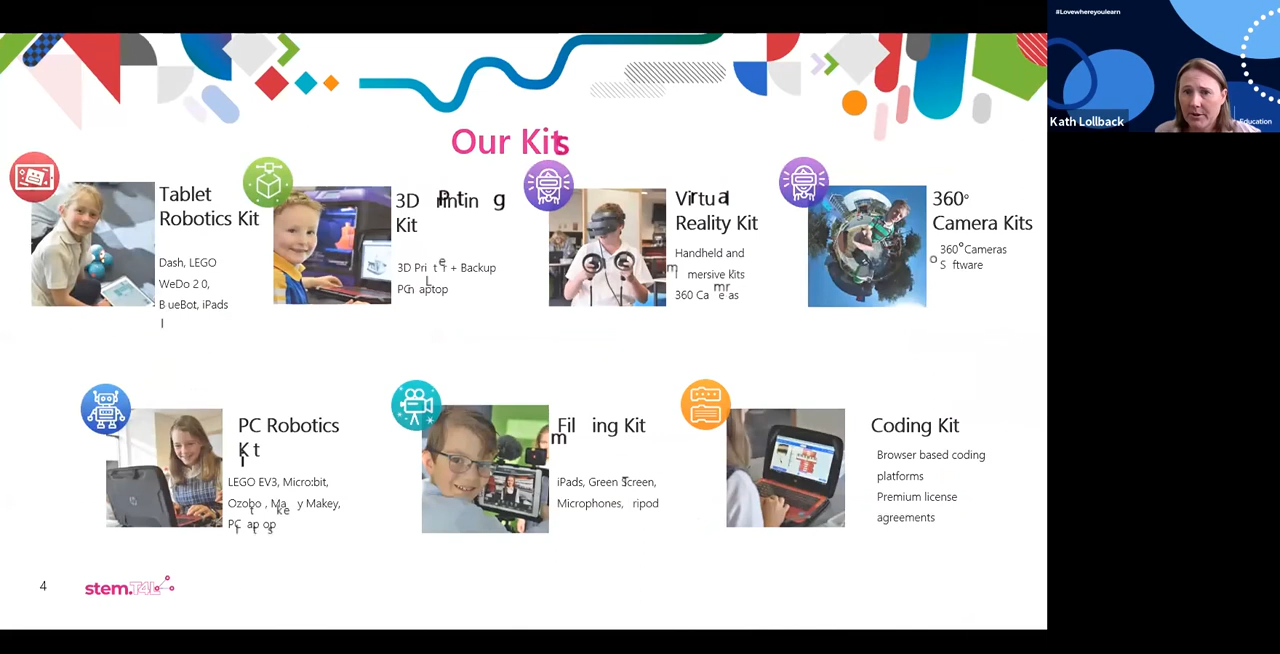 #Lovewhereyoulearn
Kath Lollback
Education
Our Kits
Tablet
Robotics Kit
Dash, LEGO
WeDo 2 0,
BlueBot, iPads
3D Printing
Kit
3D Printer + Backup
PC Laptop
Virtual
Reality Kit
Handheld and
Immersive kits
360 Cameras
360°
Camera Kits
360° Cameras
Software
PC Robotics
Kit
LEGO EV3, Micro:bit,
Ozobot, Makey Makey,
PC laptops
Filming Kit
iPads, Green Screen,
Microphones, Tripod
Coding Kit
Browser based coding
platforms
Premium license
agreements
4
stem.T4L